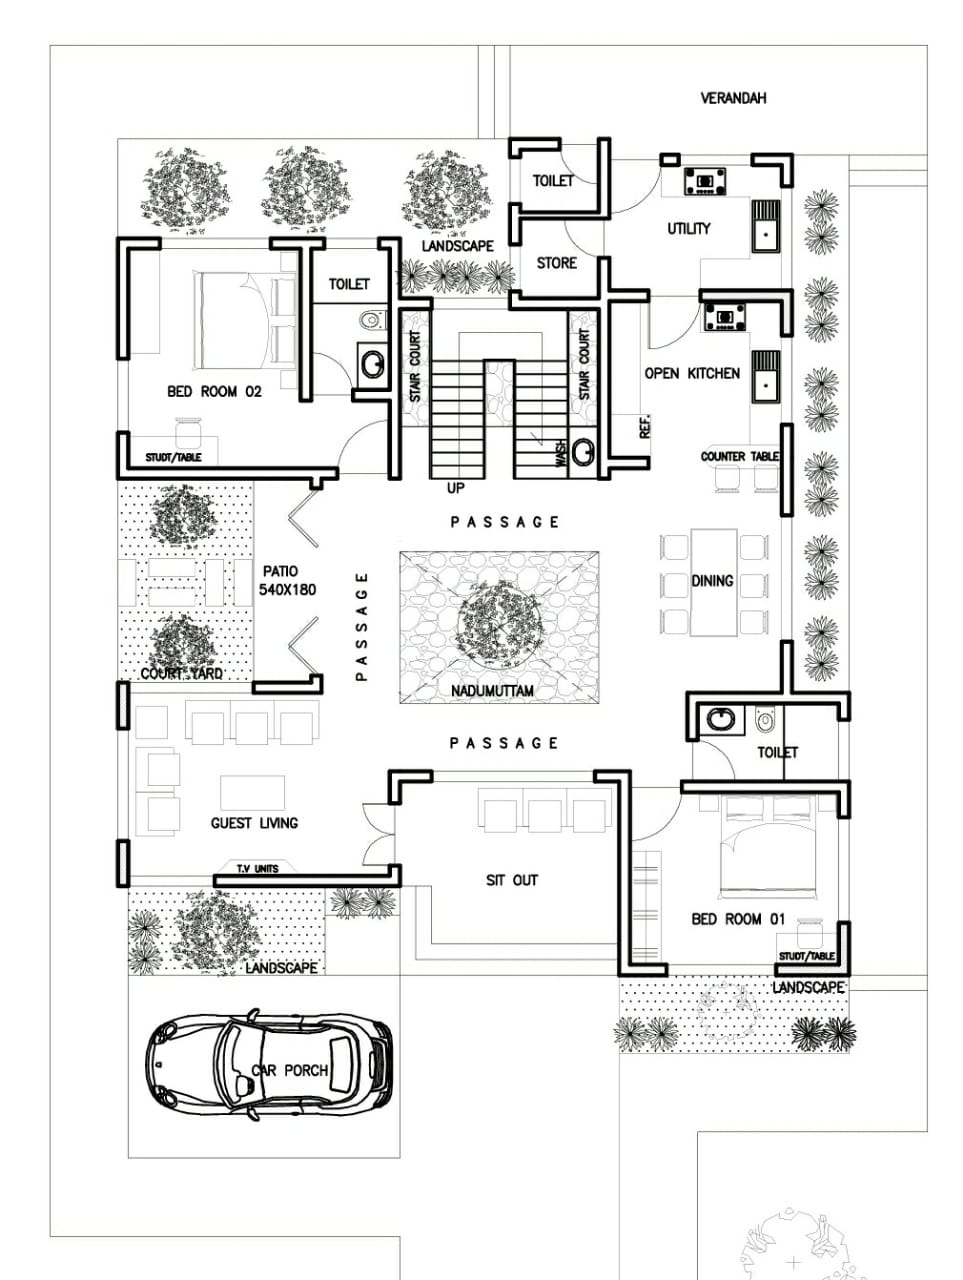 VERANDAH
TOILET
UTILITY
LANDSCAPE
STORE
TOILET
STAIR COURT
STAIR COURT
OPEN KITCHEN
BED ROOM 02
REF.
WASH
STUDT/TABLE
COUNTER TABLE
UP
PASSAGE
PATIO
540X180
PASSAGE
DINING
COURT YARD
NADUMUTTAM
PASSAGE
TOILET
GUEST LIVING
T.V UNITS
SIT OUT
BED ROOM 01
STUDT/TABLE
LANDSCAPE
LANDSCAPE
CAR PORCH